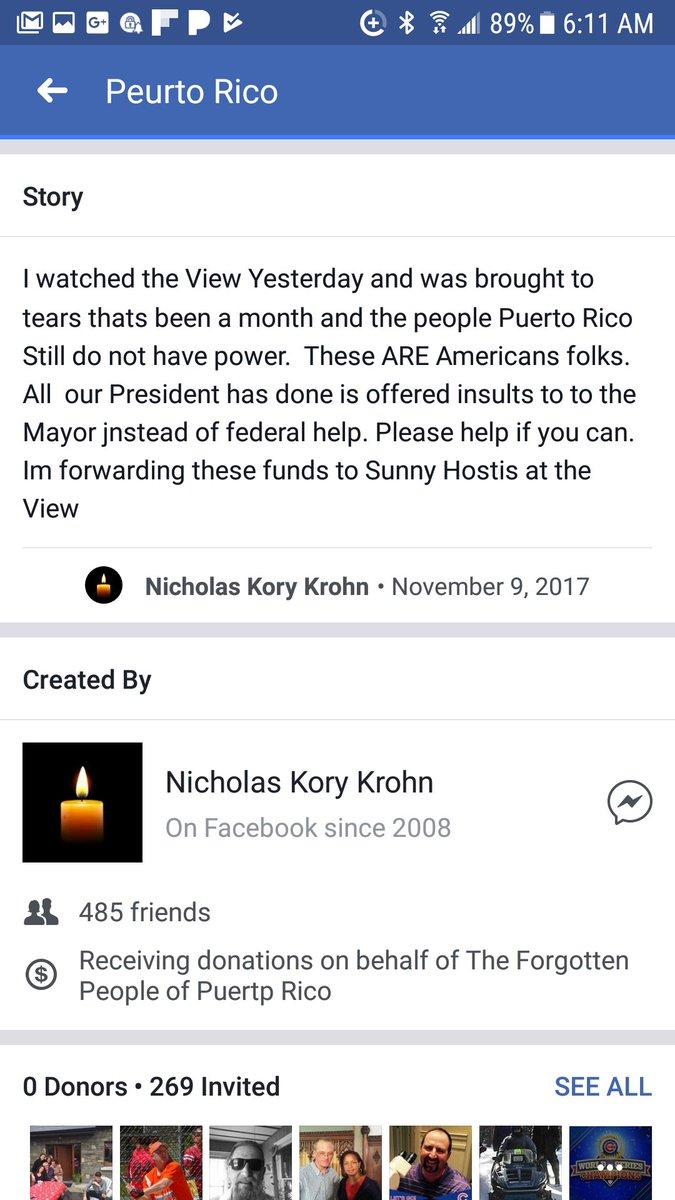 89% 6:11 AM
Peurto Rico
Story
I watched the View Yesterday and was brought to
tears thats been a month and the people Puerto Rico
Still do not have power.  These ARE Americans folks.
All  our President has done is offered insults to to the
Mayor jnstead of federal help. Please help if you can.
Im forwarding these funds to Sunny Hostis at the
View
Nicholas Kory Krohn • November 9, 2017
Created By
Nicholas Kory Krohn
On Facebook since 2008
485 friends
Receiving donations on behalf of The Forgotten
People of Puertp Rico
0 Donors • 269 Invited SEE ALL